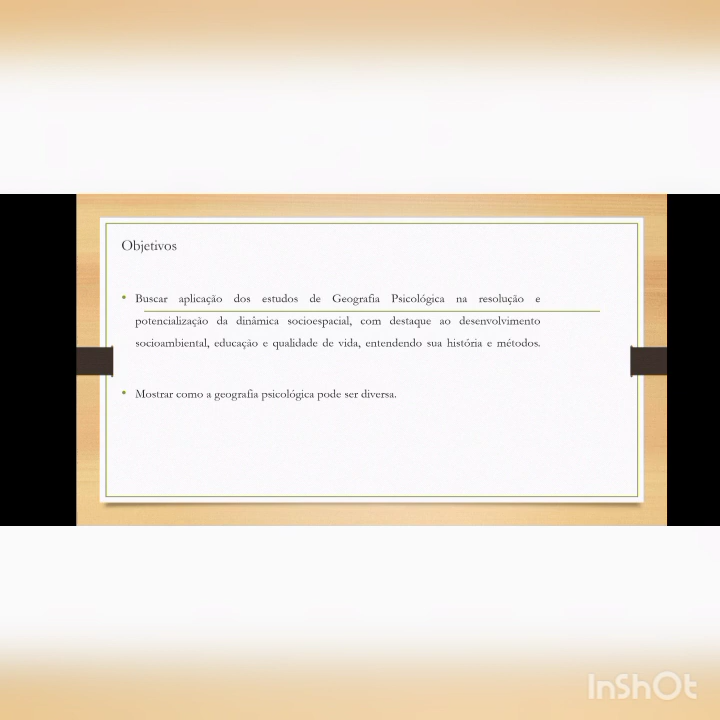 Objetivos
• Buscar aplicação dos estudos de Geografia Psicológica na resolução e
potencialização da dinâmica socioespacial, com destaque ao desenvolvimento
socioambiental, educação e qualidade de vida, entendendo sua história e métodos.
• Mostrar como a geografia psicológica pode ser diversa.
InShOt